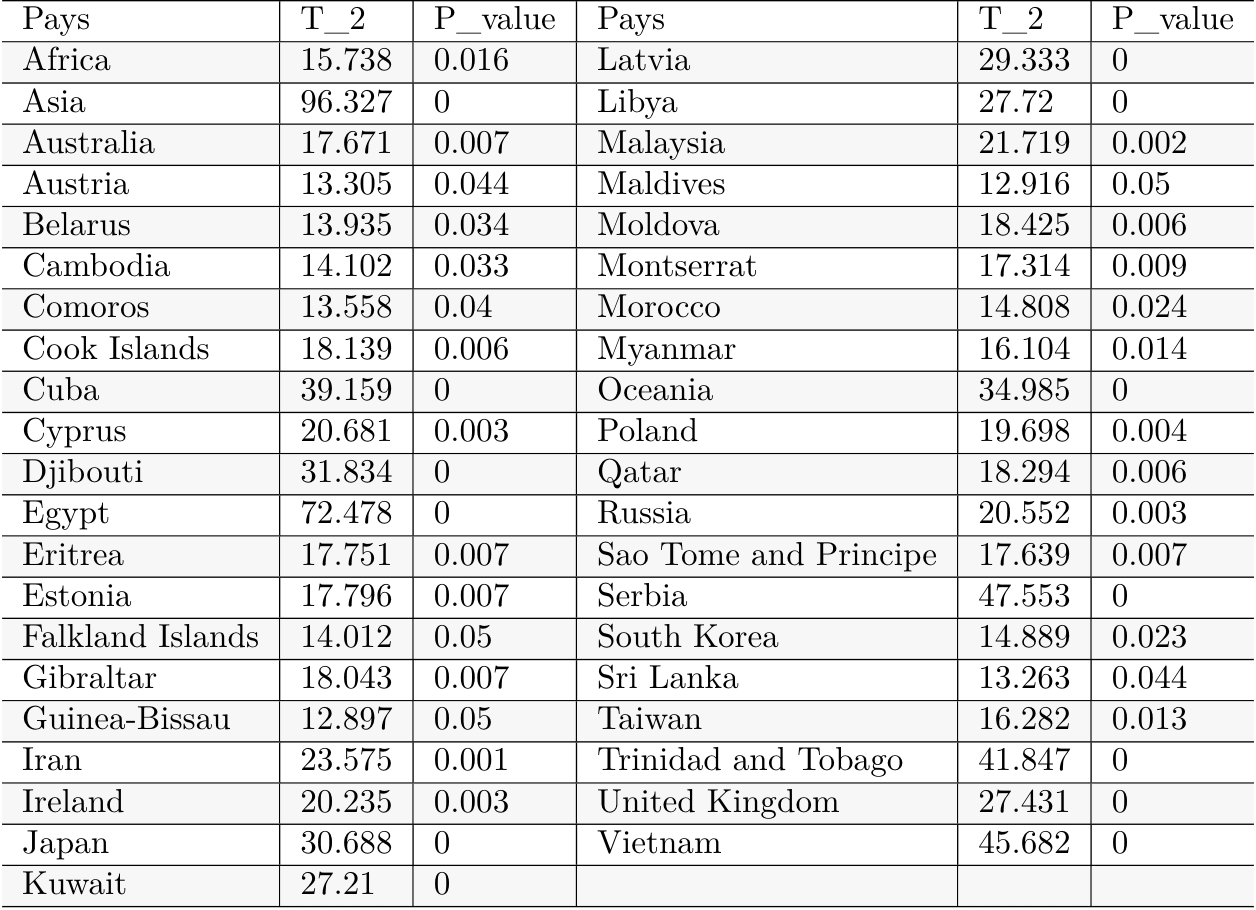 Pays T_2 P_value Pays T_2 P_value
Africa 15.738 0.016 Latvia 29.333 0
Asia 96.327 0 Libya 27.72 0
Australia 17.671 0.007 Malaysia 21.719 0.002
Austria 13.305 0.044 Maldives 12.916 0.05
Belarus 13.935 0.034 Moldova 18.425 0.006
Cambodia 14.102 0.033 Montserrat 17.314 0.009
Comoros 13.558 0.04 Morocco 14.808 0.024
Cook Islands 18.139 0.006 Myanmar 16.104 0.014
Cuba 39.159 0 Oceania 34.985 0
Cyprus 20.681 0.003 Poland 19.698 0.004
Djibouti 31.834 0 Qatar 18.294 0.006
Egypt 72.478 0 Russia 20.552 0.003
Eritrea 17.751 0.007 Sao Tome and Principe 17.639 0.007
Estonia 17.796 0.007 Serbia 47.553 0
Falkland Islands 14.012 0.05 South Korea 14.889 0.023
Gibraltar 18.043 0.007 Sri Lanka 13.263 0.044
Guinea-Bissau 12.897 0.05 Taiwan 16.282 0.013
Iran 23.575 0.001 Trinidad and Tobago 41.847 0
Ireland 20.235 0.003 United Kingdom 27.431 0
Japan 30.688 0 Vietnam 45.682 0
Kuwait 27.21 0